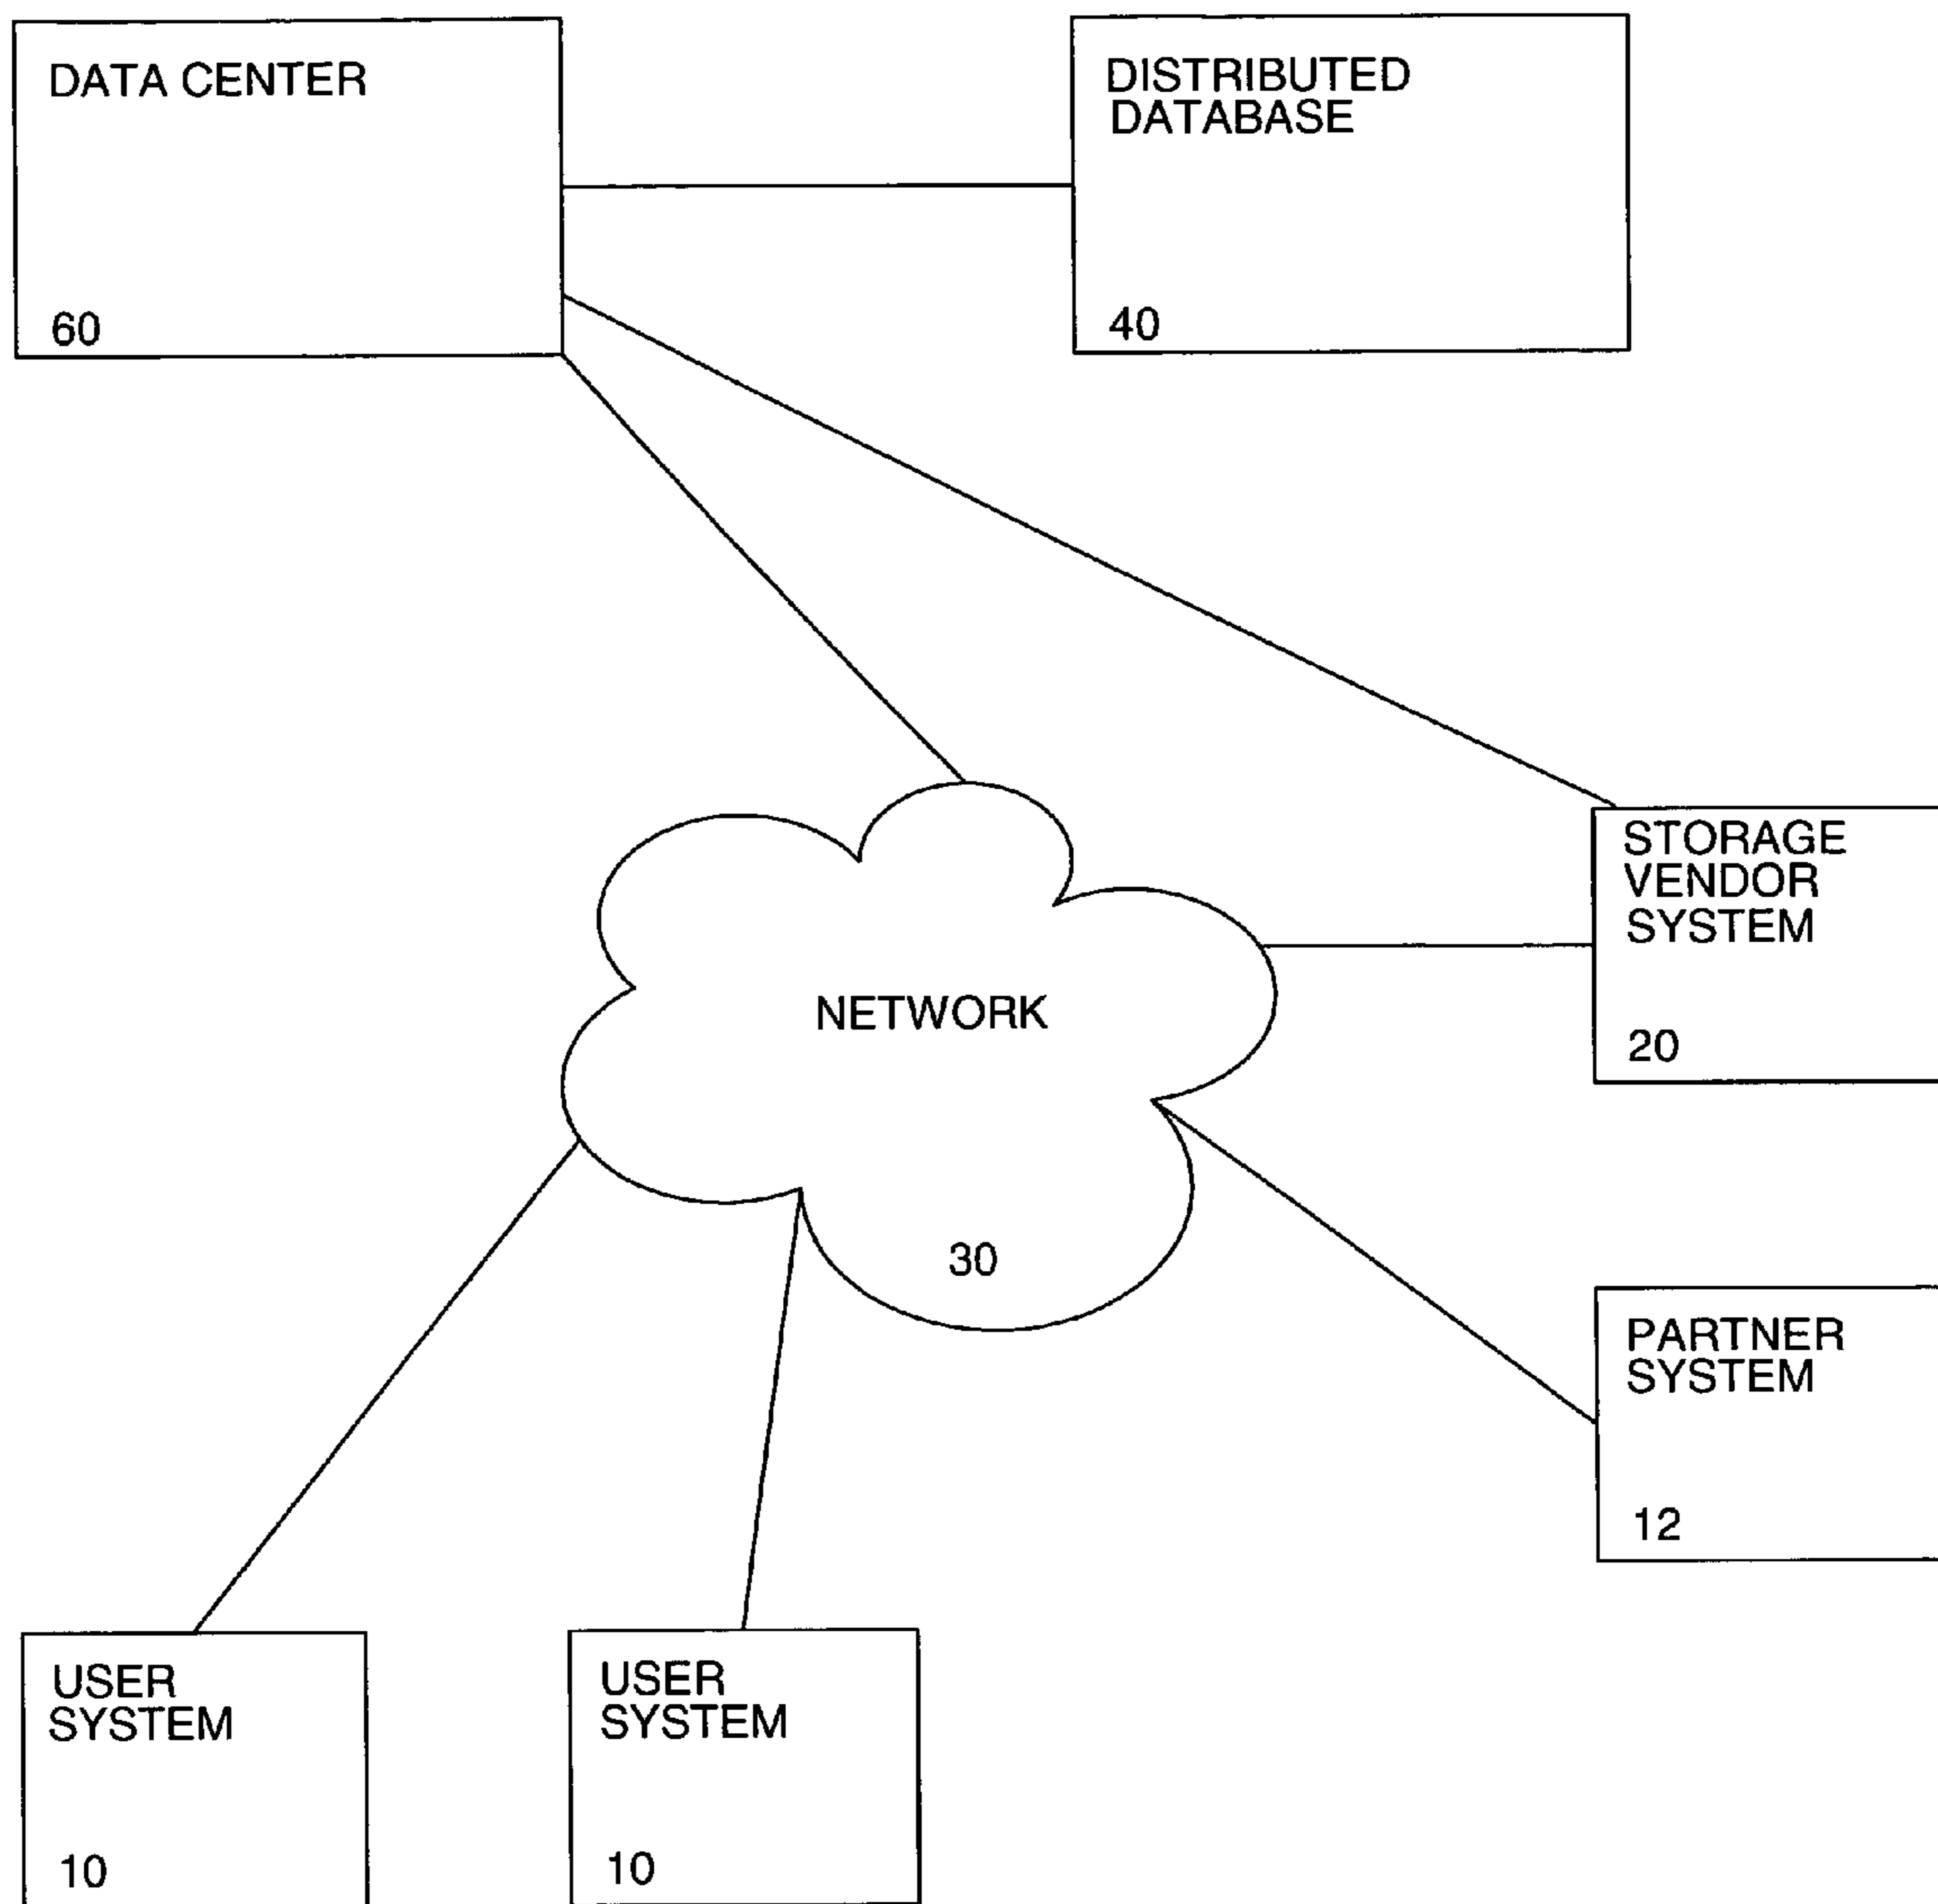 DATA CENTER
60
DISTRIBUTED
DATABASE
40
STORAGE
VENDOR
SYSTEM
20
NETWORK
30
PARTNER
SYSTEM
12
USER
SYSTEM
10
USER
SYSTEM
10